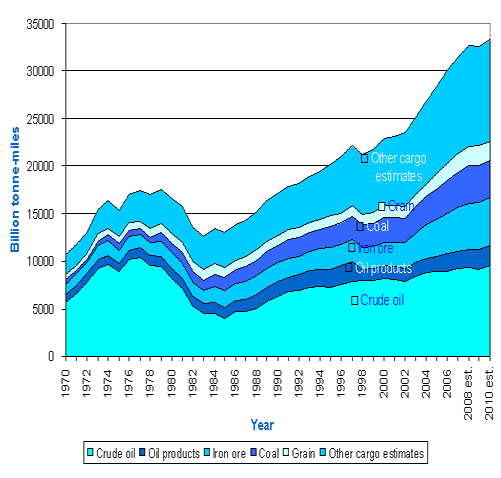 35000
30000
25000
20000
15000
10000
5000
0
Billion tonne-miles
Other cargo
estimates
Grain
Coal
Iron ore
Oil products
Crude oil
1970
1972
1974
1976
1978
1980
1982
1984
1986
1988
1990
1992
1994
1996
1998
2000
2002
2004
2006
2008 est.
2010 est.
Year
Crude oil Oil products Iron ore Coal Grain Other cargo estimates